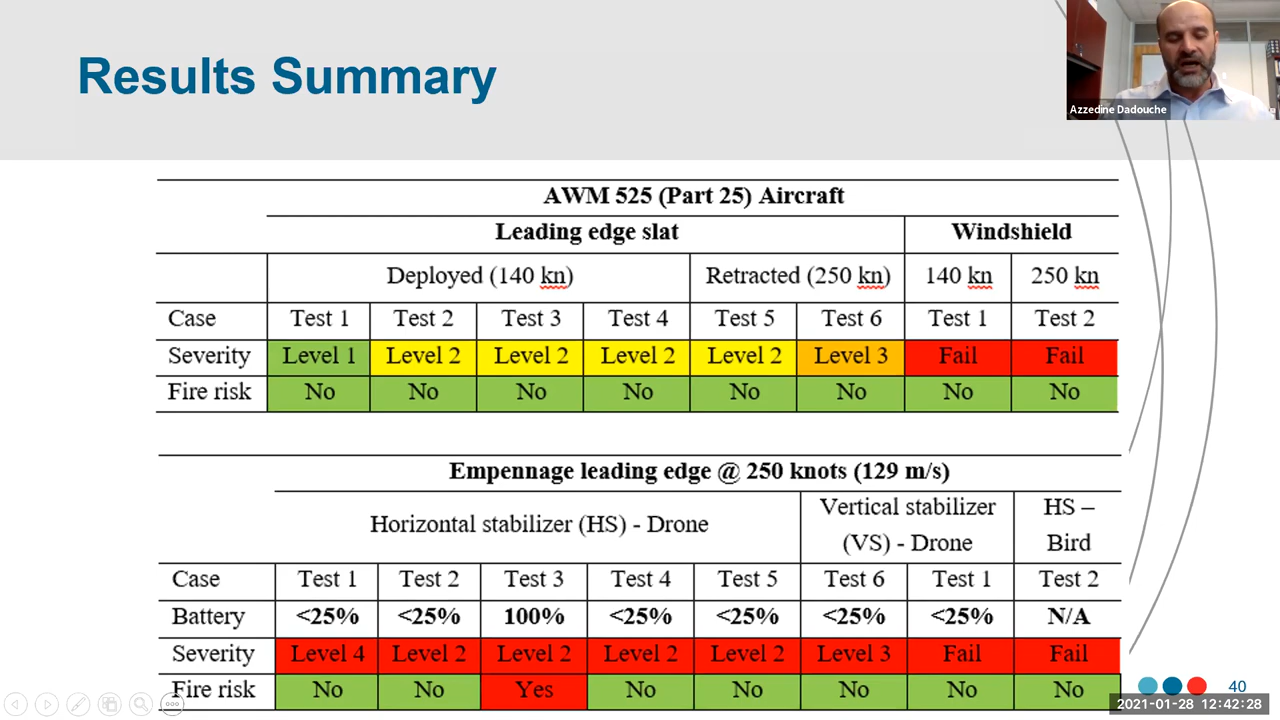 Results Summary
Azzedine Dadouche
AWM 525 (Part 25) Aircraft
Leading edge slat Windshield
Deployed (140 kn) Retracted (250 kn) 140 kn 250 kn
Case Test 1 Test 2 Test 3 Test 4 Test 5 Test 6 Test 1 Test 2
Severity Level 1 Level 2 Level 2 Level 2 Level 2 Level 3 Fail Fail
Fire risk No No No No No No No No
Empennage leading edge @ 250 knots (129 m/s)
Horizontal stabilizer (HS) - Drone Vertical stabilizer (VS) - Drone HS – Bird
Case Test 1 Test 2 Test 3 Test 4 Test 5 Test 6 Test 1 Test 2
Battery <25% <25% 100% <25% <25% <25% <25% N/A
Severity Level 4 Level 2 Level 2 Level 2 Level 2 Level 3 Fail Fail
Fire risk No No Yes No No No No No
40
2021-01-28 12:42:28